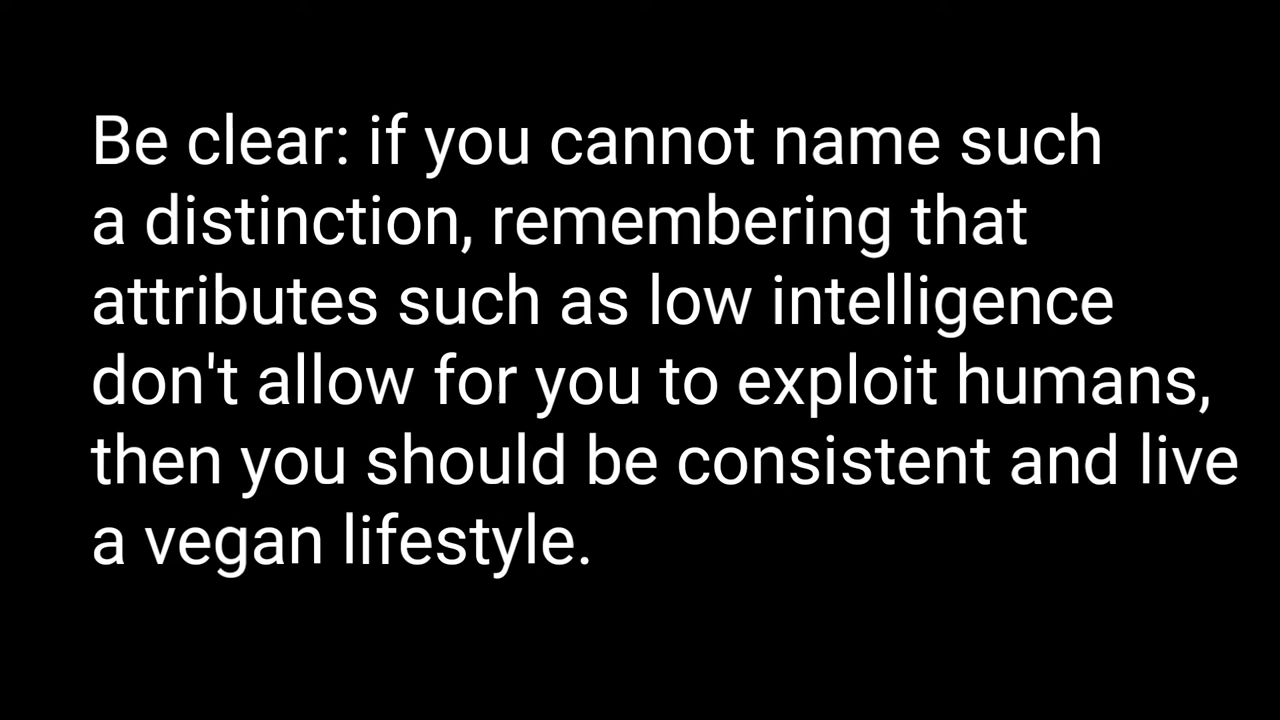 Be clear: if you cannot name such
a distinction, remembering that
attributes such as low intelligence
don't allow for you to exploit humans,
then you should be consistent and live
a vegan lifestyle.